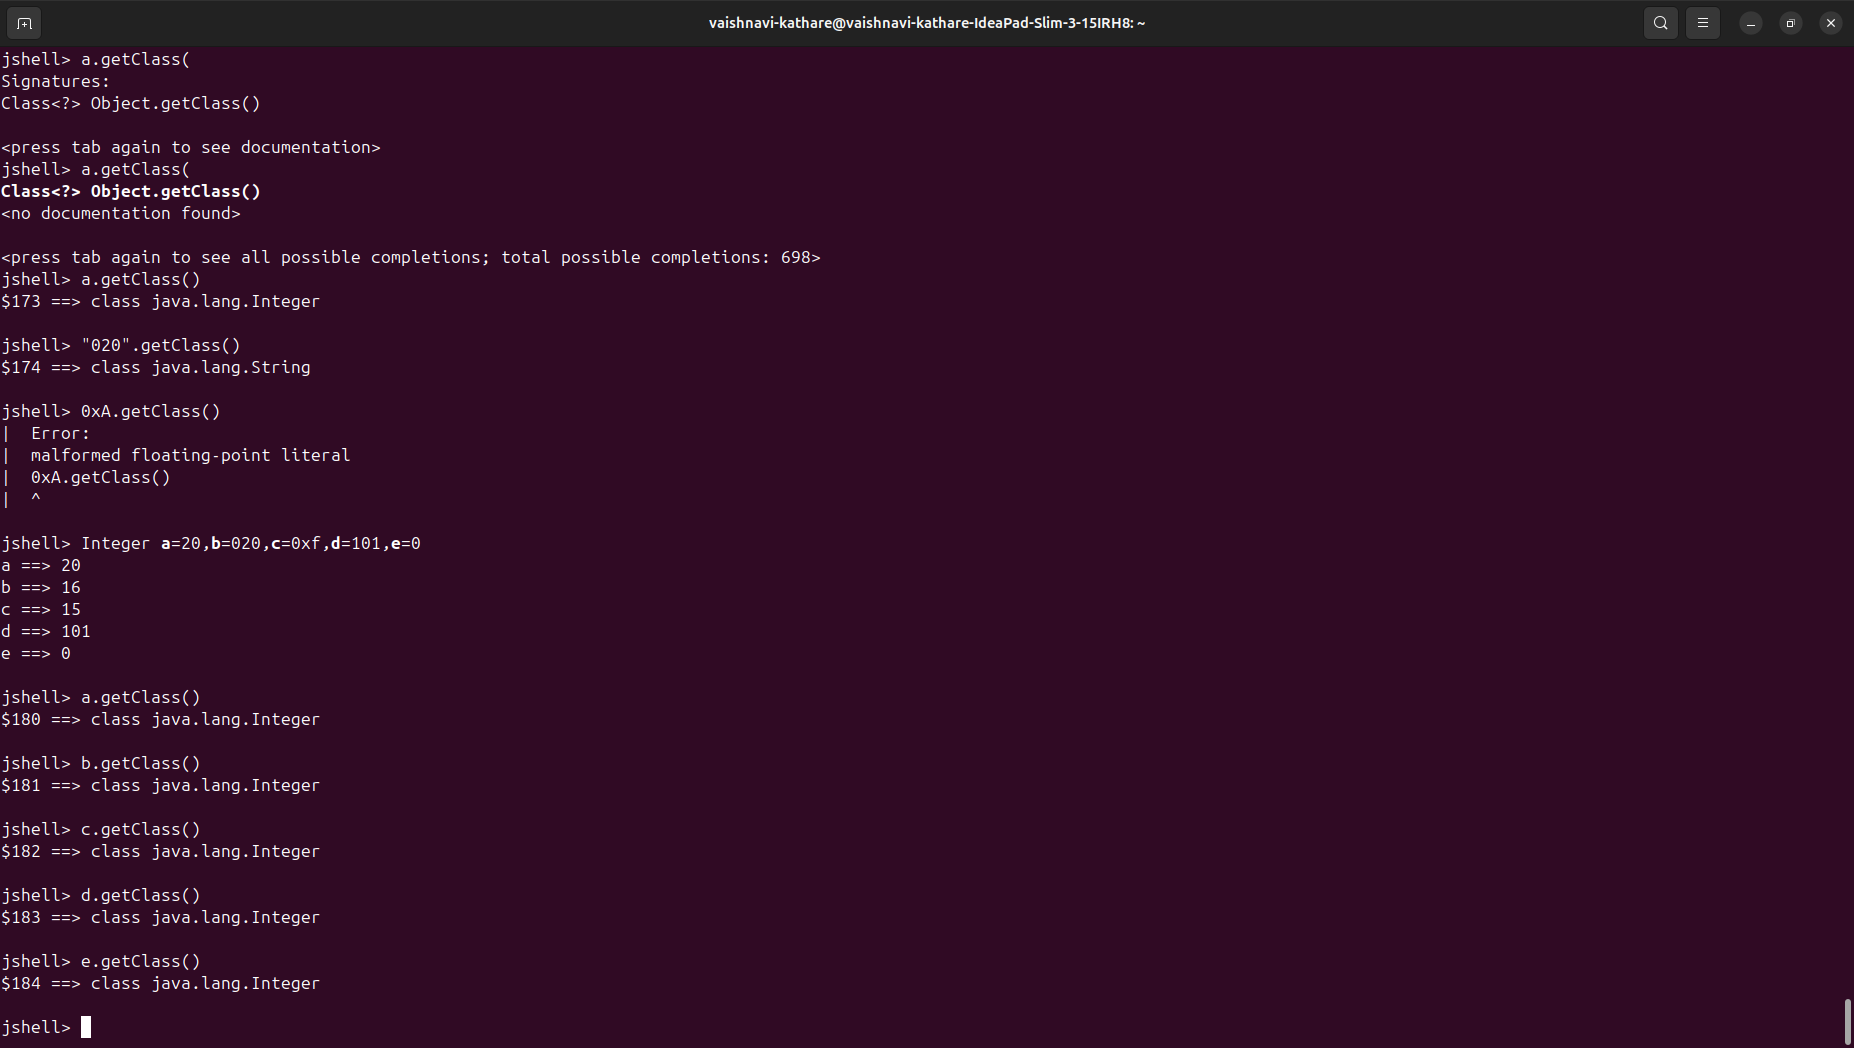 vaishnavi-kathare@vaishnavi-kathare-IdeaPad-Slim-3-15IRH8: ~
jshell> a.getClass(
Signatures:
Class<?> Object.getClass()
<press tab again to see documentation>
jshell> a.getClass(
Class<?> Object.getClass()
<no documentation found>
<press tab again to see all possible completions; total possible completions: 698>
jshell> a.getClass()
$173 ==> class java.lang.Integer
jshell> "020".getClass()
$174 ==> class java.lang.String
jshell> 0xA.getClass()
|  Error:
|  malformed floating-point literal
|  0xA.getClass()
|  ^
jshell> Integer a=20,b=020,c=0xf,d=101,e=0
a ==> 20
b ==> 16
c ==> 15
d ==> 101
e ==> 0
jshell> a.getClass()
$180 ==> class java.lang.Integer
jshell> b.getClass()
$181 ==> class java.lang.Integer
jshell> c.getClass()
$182 ==> class java.lang.Integer
jshell> d.getClass()
$183 ==> class java.lang.Integer
jshell> e.getClass()
$184 ==> class java.lang.Integer
jshell>